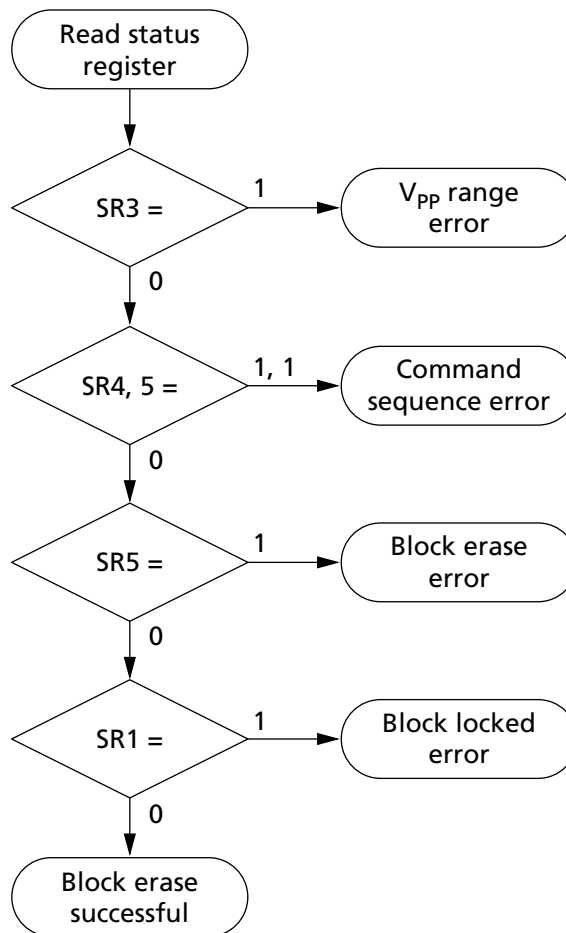 Read status
register
SR3 =
1
V_PP range
error
0
SR4, 5 =
1, 1
Command
sequence error
0
SR5 =
1
Block erase
error
0
SR1 =
1
Block locked
error
0
Block erase
successful